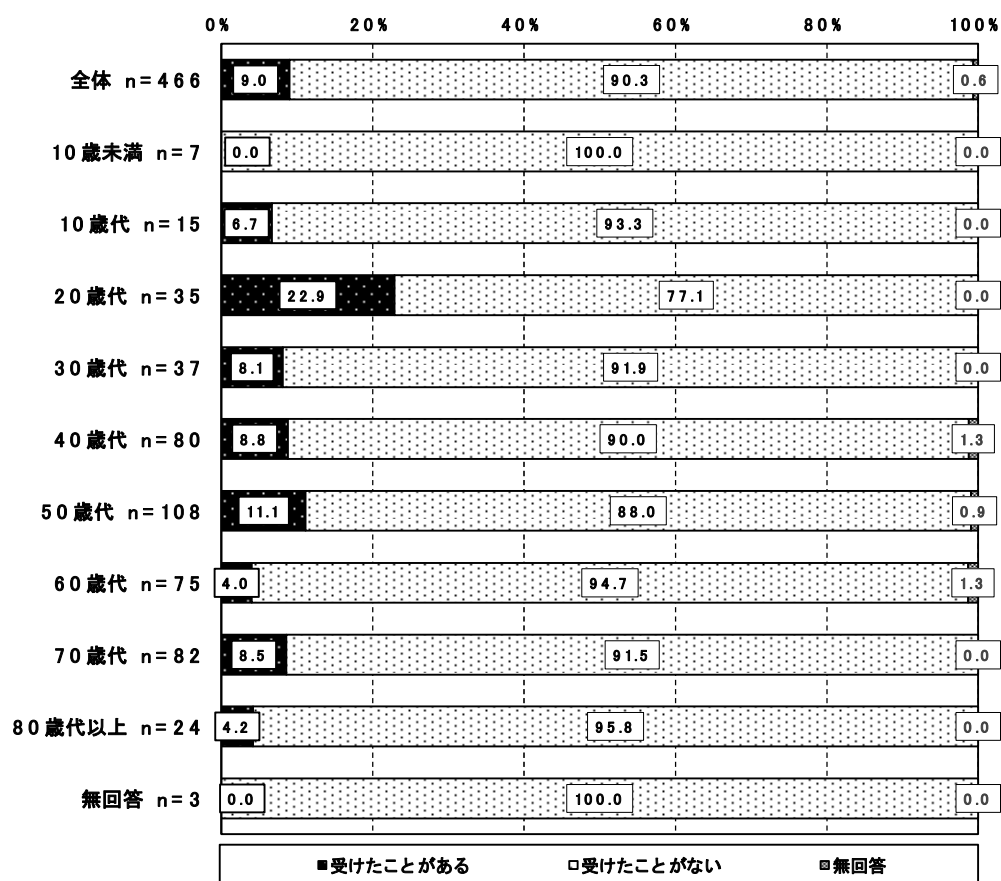 0% 20% 40% 60% 80% 100%
全体 n=466 9.0 90.3 0.6
10歳未満 n=7 0.0 100.0 0.0
10歳代 n=15 6.7 93.3 0.0
20歳代 n=35 22.9 77.1 0.0
30歳代 n=37 8.1 91.9 0.0
40歳代 n=80 8.8 90.0 1.3
50歳代 n=108 11.1 88.0 0.9
60歳代 n=75 4.0 94.7 1.3
70歳代 n=82 8.5 91.5 0.0
80歳代以上 n=24 4.2 95.8 0.0
無回答 n=3 0.0 100.0 0.0
受けたことがある 受けたことがない 無回答